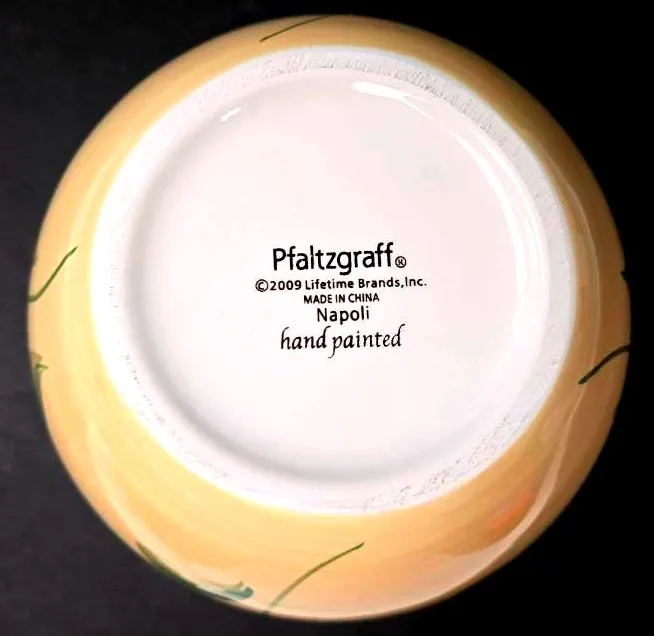 Pfaltzgraff®
©2009 Lifetime Brands,Inc.
MADE IN CHINA
Napoli
hand painted